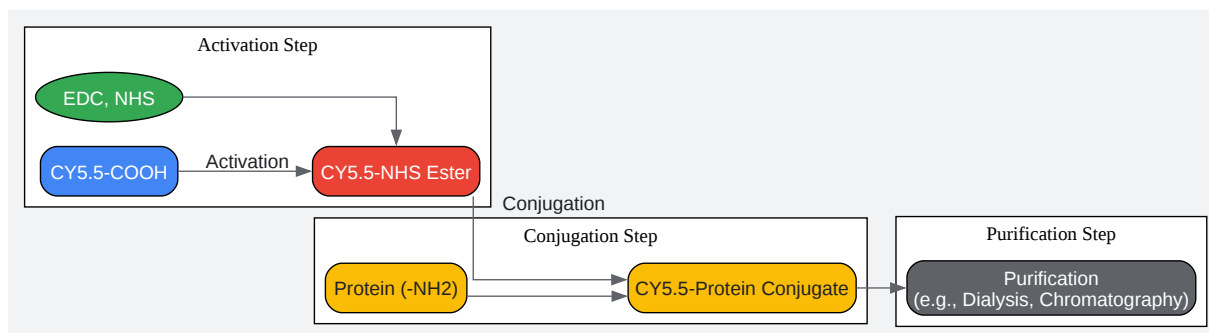 Activation Step
EDC, NHS
CY5.5-COOH
Activation
CY5.5-NHS Ester
Conjugation
Conjugation Step
Protein (-NH2)
CY5.5-Protein Conjugate
Purification Step
Purification
(e.g., Dialysis, Chromatography)